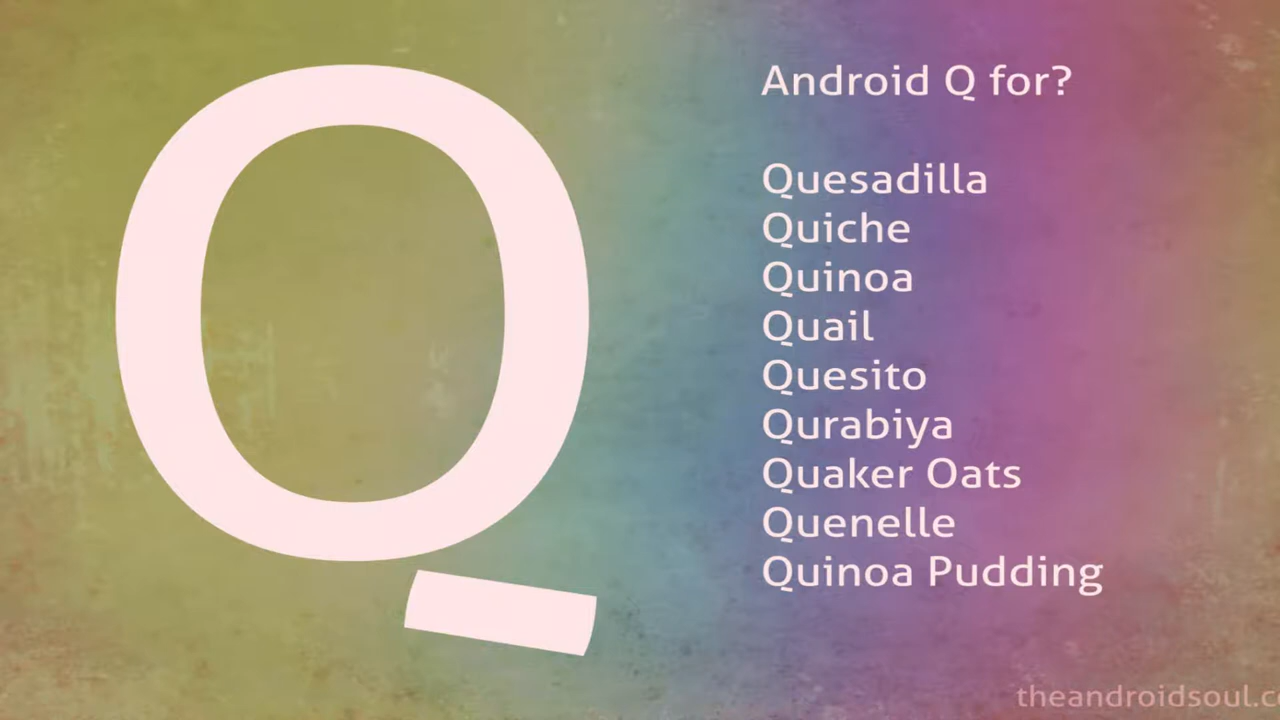 Q
Android Q for?
Quesadilla
Quiche
Quinoa
Quail
Quesito
Qurabiya
Quaker Oats
Quenelle
Quinoa Pudding
theandroidsoul.c